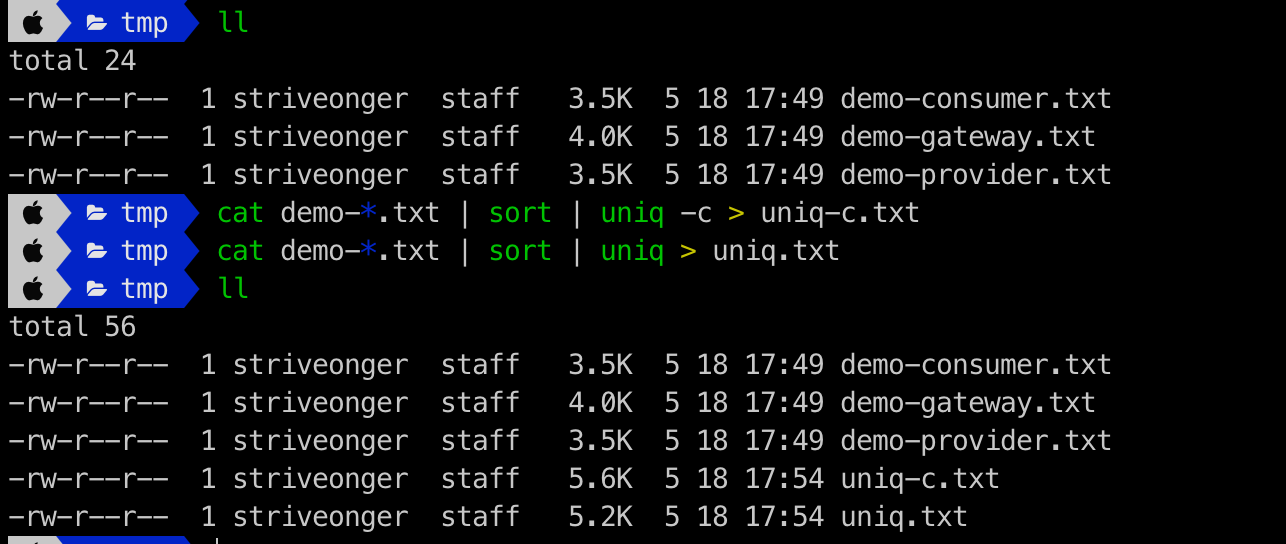 tmp ll
total 24
-rw-r--r--  1 striveonger  staff   3.5K  5 18 17:49 demo-consumer.txt
-rw-r--r--  1 striveonger  staff   4.0K  5 18 17:49 demo-gateway.txt
-rw-r--r--  1 striveonger  staff   3.5K  5 18 17:49 demo-provider.txt
tmp cat demo-*.txt | sort | uniq -c > uniq-c.txt
tmp cat demo-*.txt | sort | uniq > uniq.txt
tmp ll
total 56
-rw-r--r--  1 striveonger  staff   3.5K  5 18 17:49 demo-consumer.txt
-rw-r--r--  1 striveonger  staff   4.0K  5 18 17:49 demo-gateway.txt
-rw-r--r--  1 striveonger  staff   3.5K  5 18 17:49 demo-provider.txt
-rw-r--r--  1 striveonger  staff   5.6K  5 18 17:54 uniq-c.txt
-rw-r--r--  1 striveonger  staff   5.2K  5 18 17:54 uniq.txt